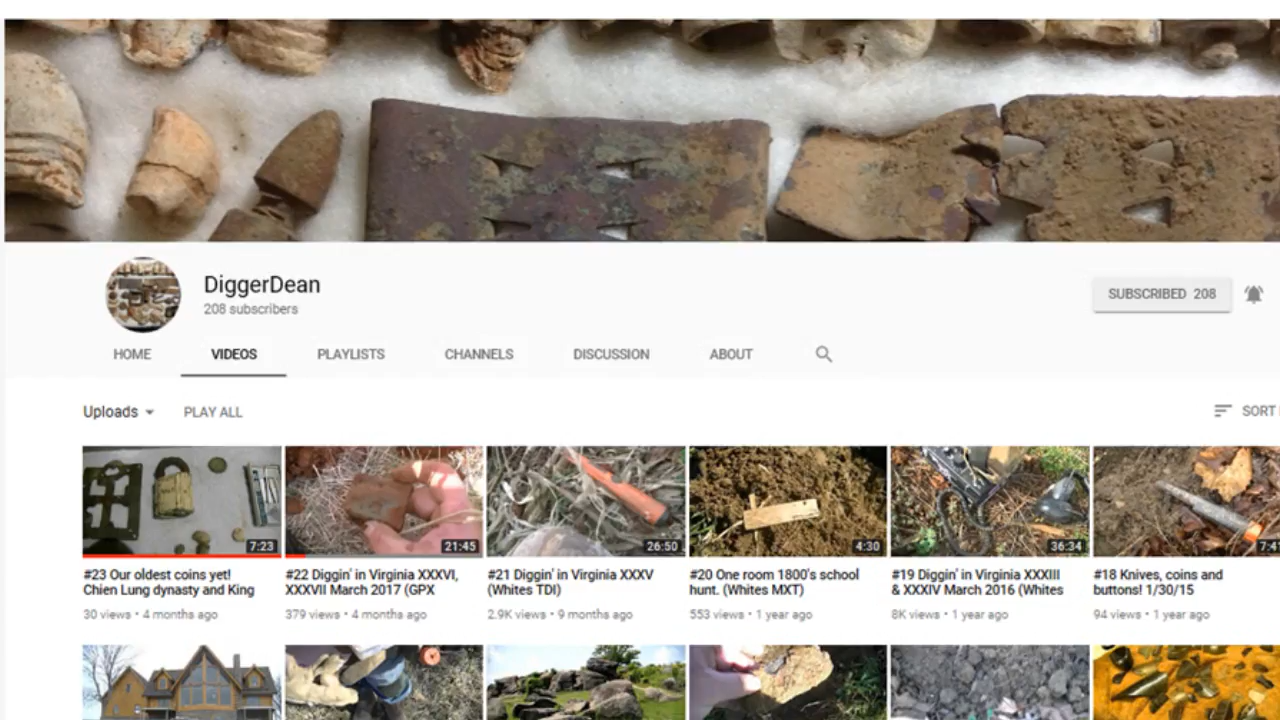 DiggerDean
208 subscribers
SUBSCRIBED 208
HOME VIDEOS PLAYLISTS CHANNELS DISCUSSION ABOUT
Uploads PLAY ALL
SORT
7:23 21:45 26:50 4:30 36:34 7:4
#23 Our oldest coins yet!
Chien Lung dynasty and King
30 views • 4 months ago
#22 Diggin' in Virginia XXXVI,
XXXVII March 2017 (GPX
379 views • 4 months ago
#21 Diggin' in Virginia XXXV
(Whites TDI)
2.9K views • 9 months ago
#20 One room 1800's school
hunt. (Whites MXT)
553 views • 1 year ago
#19 Diggin' in Virginia XXXIII
& XXXIV March 2016 (Whites
8K views • 1 year ago
#18 Knives, coins and
buttons! 1/30/15
94 views • 1 year ago